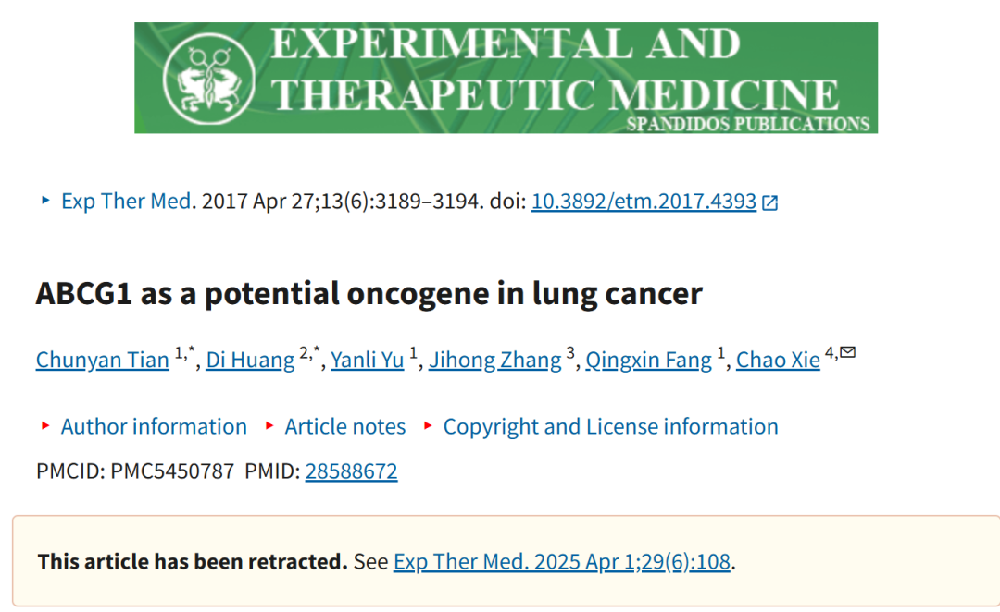 EXPERIMENTAL AND
THERAPEUTIC MEDICINE
SPANDIDOS PUBLICATIONS
Exp Ther Med. 2017 Apr 27;13(6):3189–3194. doi: 10.3892/etm.2017.4393
ABCG1 as a potential oncogene in lung cancer
Chunyan Tian 1,*, Di Huang 2,*, Yanli Yu 1, Jihong Zhang 3, Qingxin Fang 1, Chao Xie 4,✉
Author information Article notes Copyright and License information
PMCID: PMC5450787 PMID: 28588672
This article has been retracted. See Exp Ther Med. 2025 Apr 1;29(6):108.